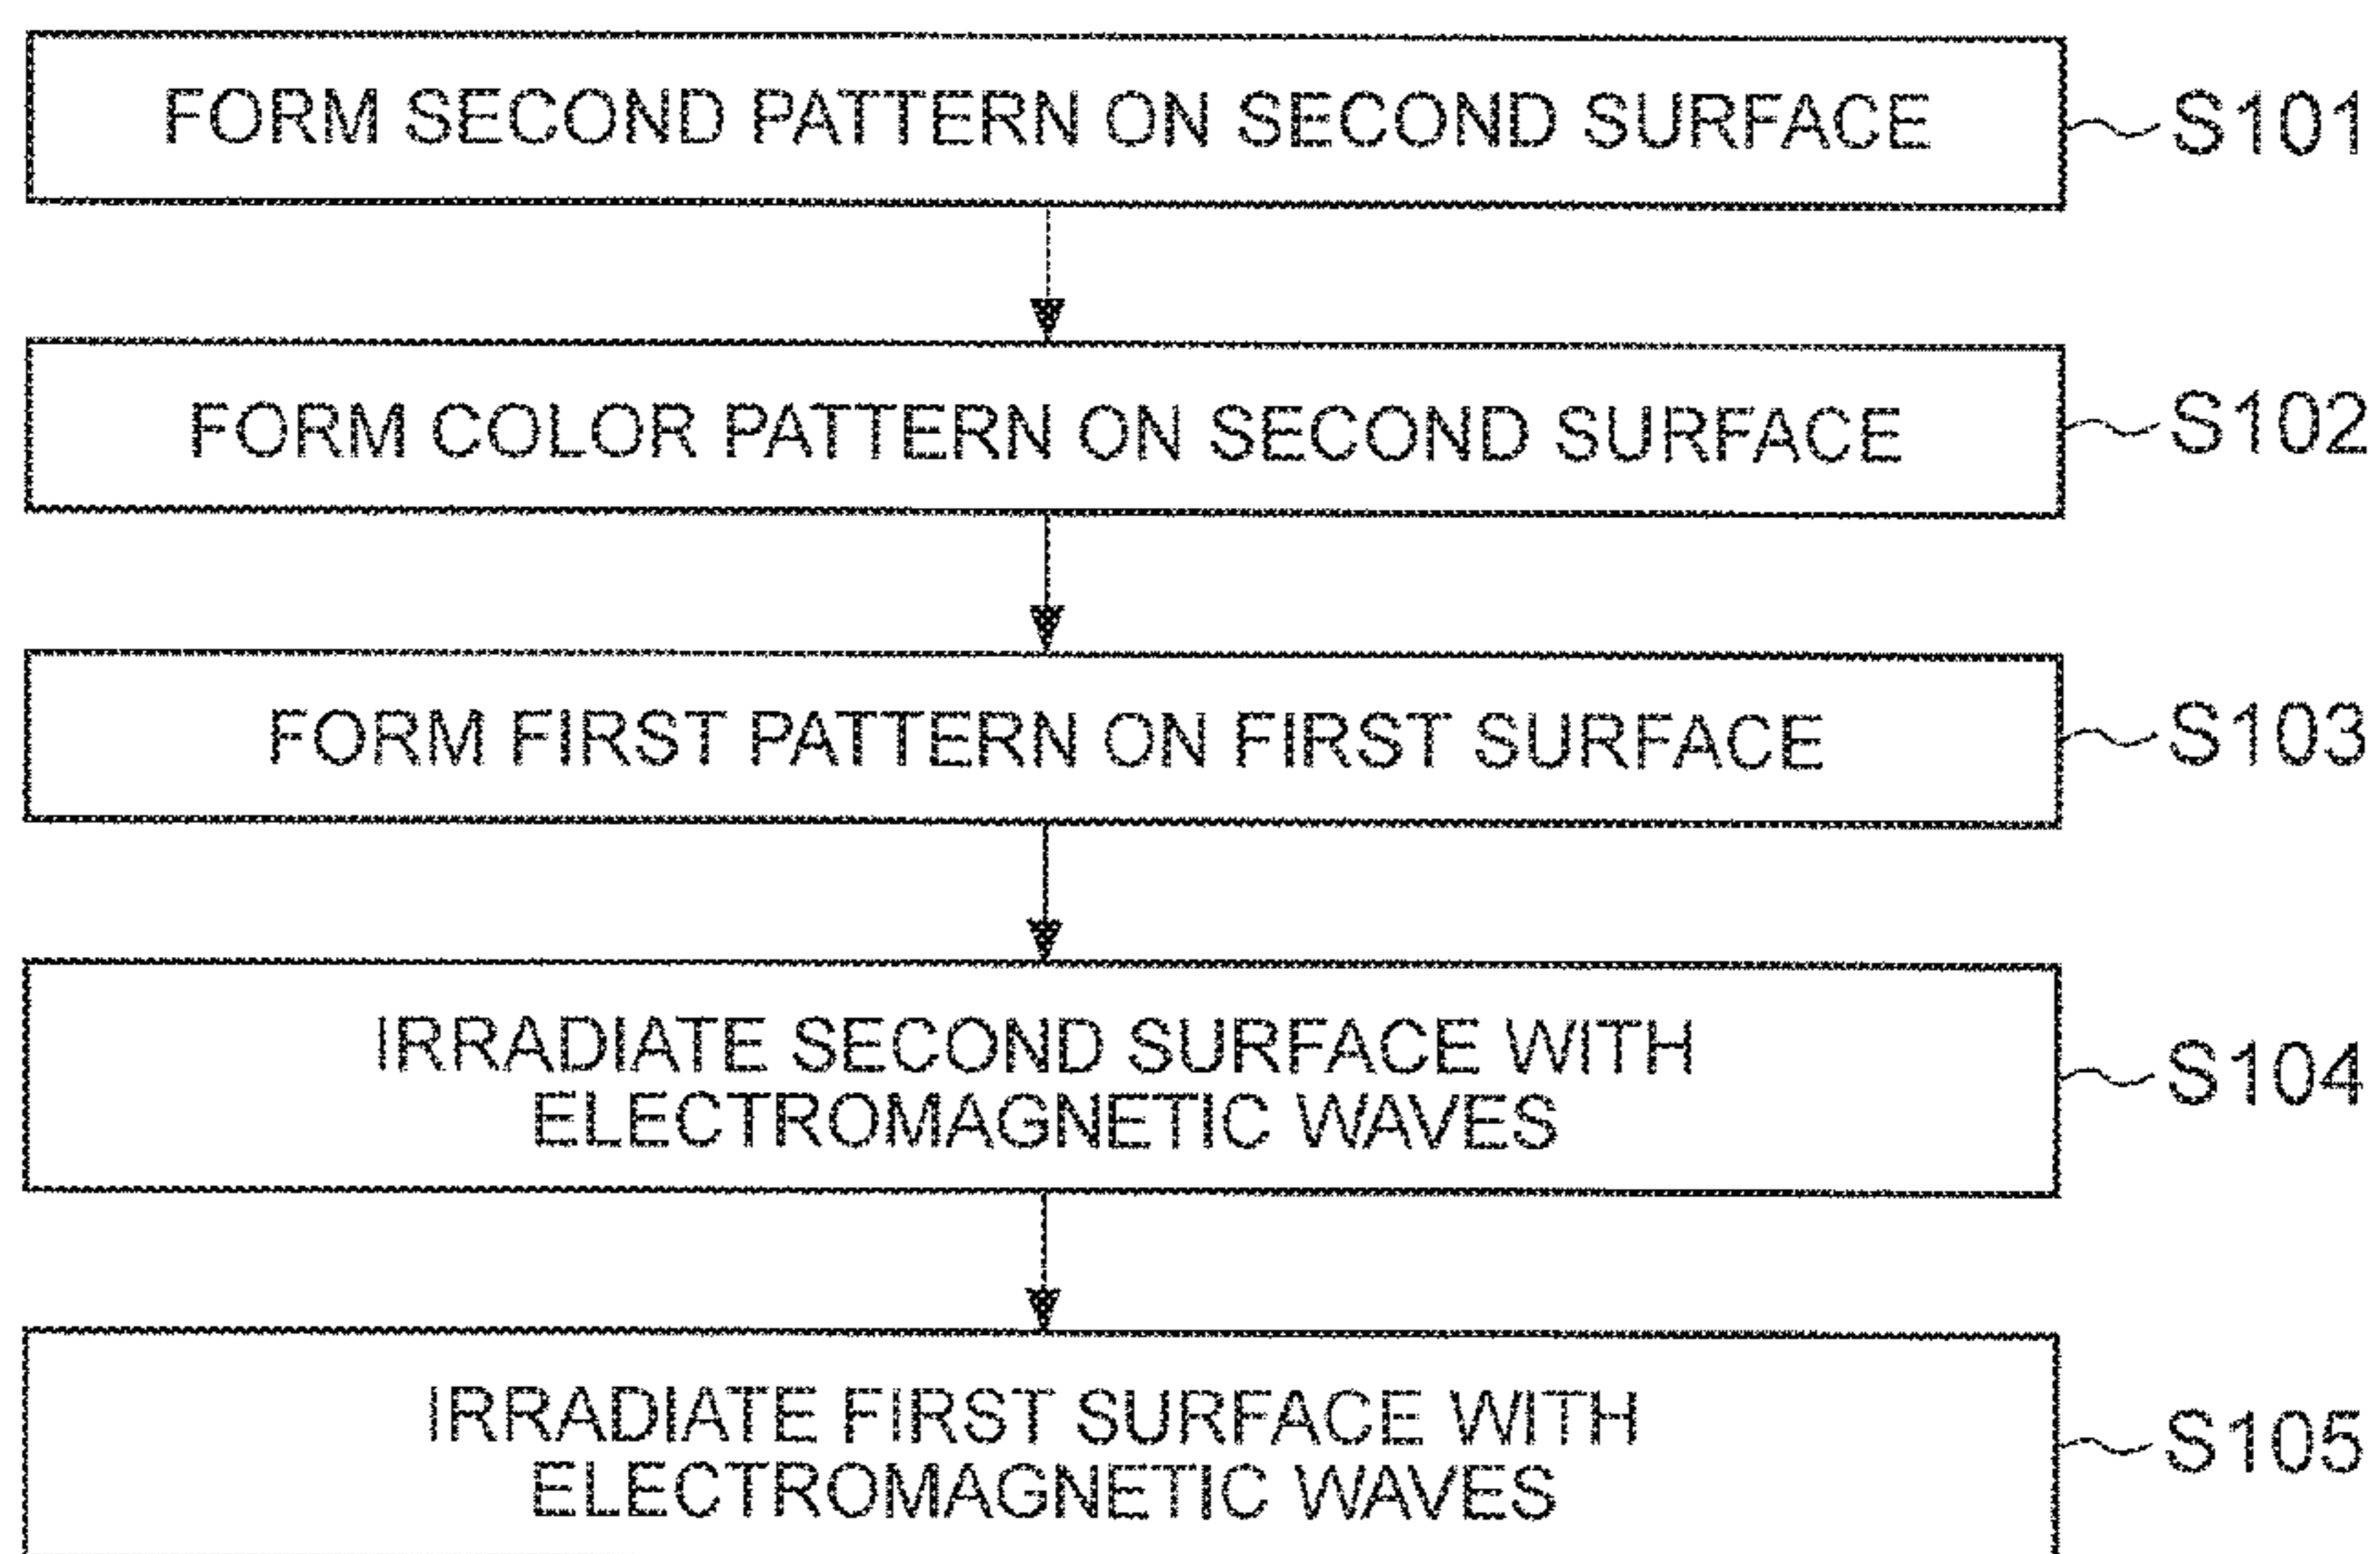 FORM SECOND PATTERN ON SECOND SURFACE
S101
FORM COLOR PATTERN ON SECOND SURFACE
S102
FORM FIRST PATTERN ON FIRST SURFACE
S103
IRRADIATE SECOND SURFACE WITH
ELECTROMAGNETIC WAVES
S104
IRRADIATE FIRST SURFACE WITH
ELECTROMAGNETIC WAVES
S105